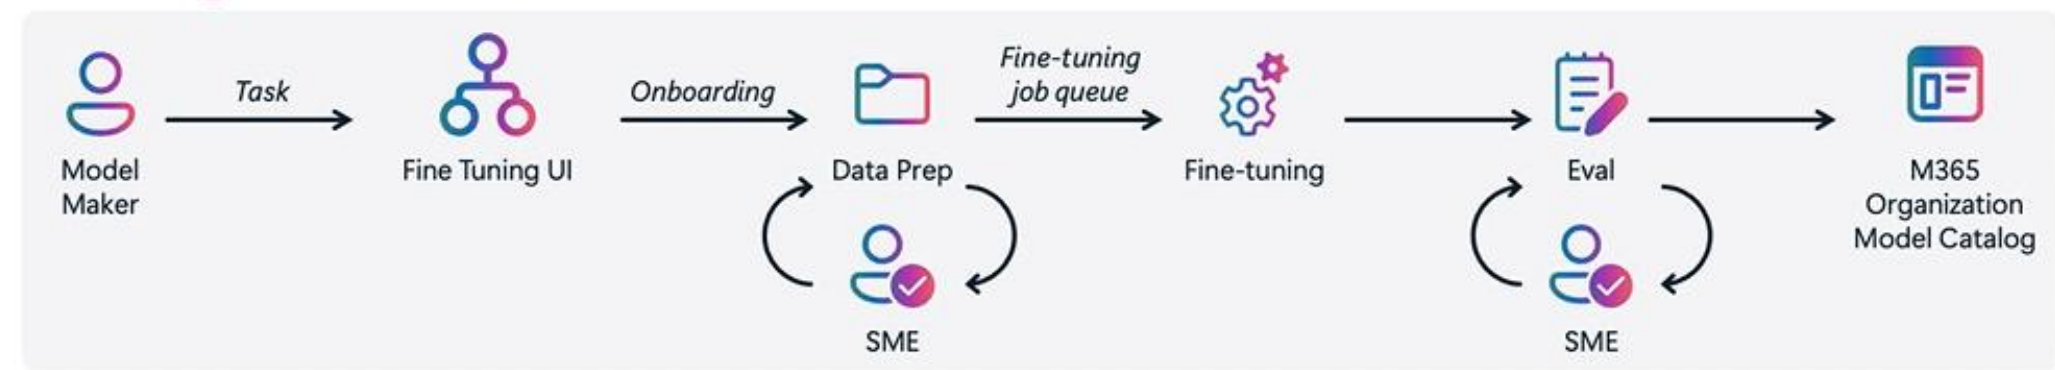 Model
Maker
Task
Fine Tuning UI
Onboarding
Data Prep
SME
Fine-tuning
job queue
Fine-tuning
Eval
SME
M365
Organization
Model Catalog